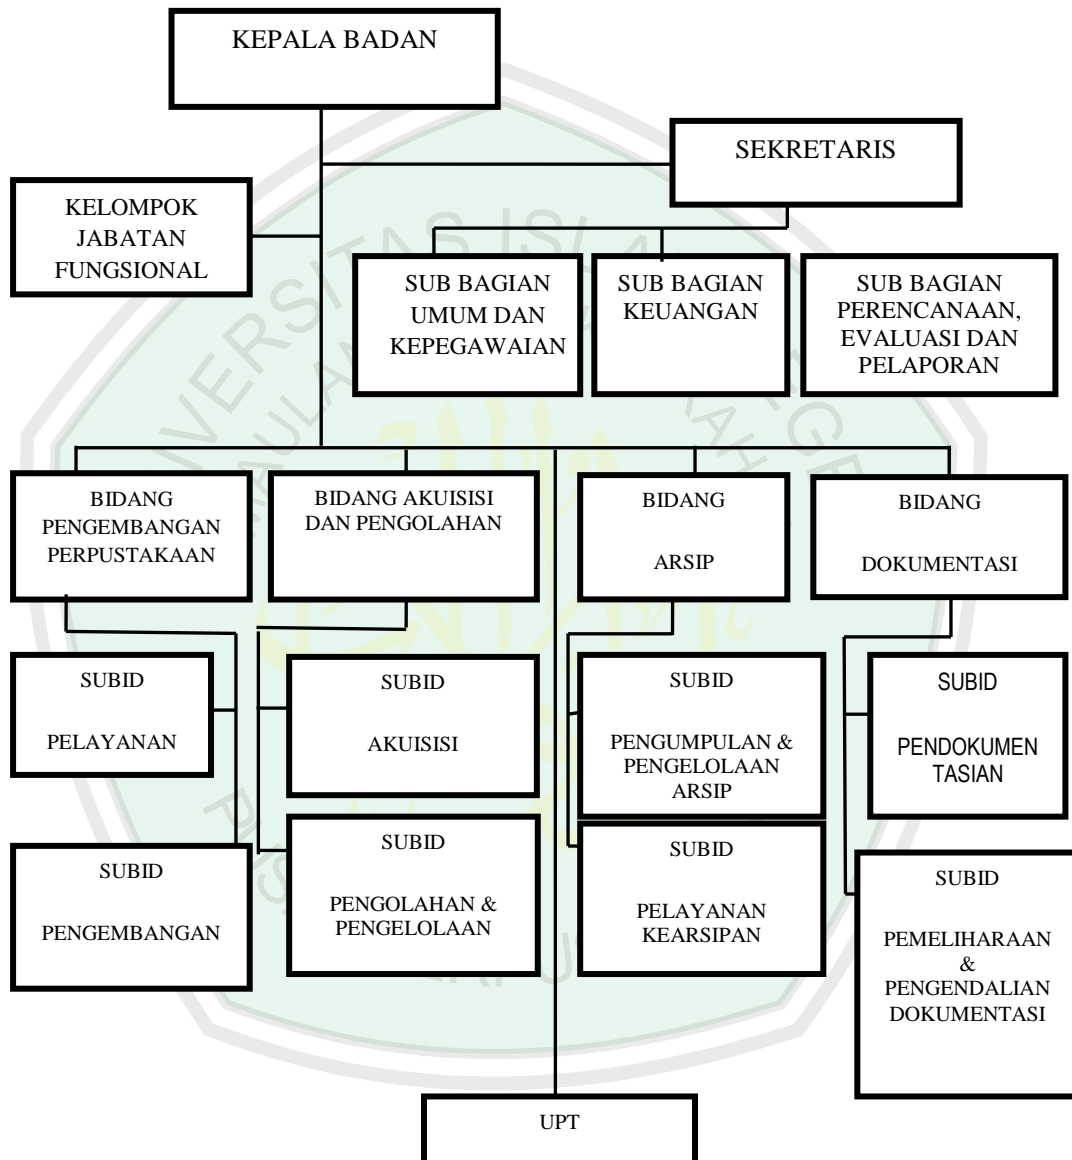 KEPALA BADAN
SEKRETARIS
KELOMPOK
JABATAN
FUNGSIONAL
SUB BAGIAN
UMUM DAN
KEPEGAWAIAN
SUB BAGIAN
KEUANGAN
SUB BAGIAN
PERENCANAAN,
EVALUASI DAN
PELAPORAN
BIDANG
PENGEMBANGAN
PERPUSTAKAAN
BIDANG AKUISISI
DAN PENGOLAHAN
BIDANG
ARSIP
BIDANG
DOKUMENTASI
SUBID
PELAYANAN
SUBID
AKUISISI
SUBID
PENGUMPULAN &
PENGELOLAAN
ARSIP
SUBID
PENDOKUMEN
TASIAN
SUBID
PENGEMBANGAN
SUBID
PENGOLAHAN &
PENGELOLAAN
SUBID
PELAYANAN
KEARSIPAN
SUBID
PEMELIHARAAN
&
PENGENDALIAN
DOKUMENTASI
UPT